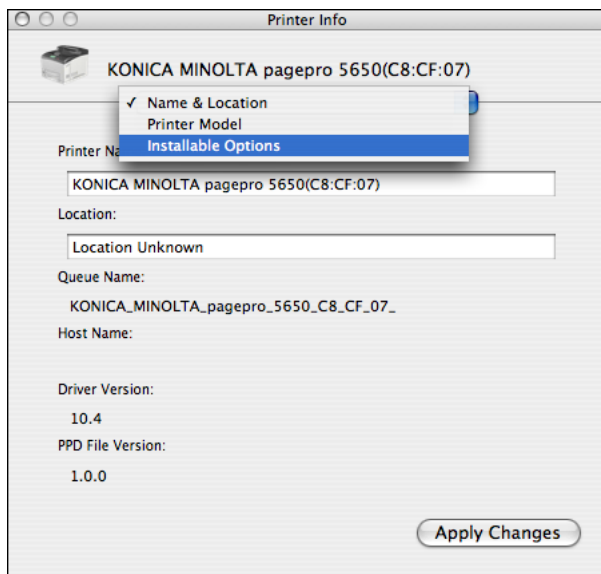 Printer Info
KONICA MINOLTA pagepro 5650(C8:CF:07)
✓ Name & Location
Printer Model
Installable Options
Printer Na
KONICA MINOLTA pagepro 5650(C8:CF:07)
Location:
Location Unknown
Queue Name:
KONICA_MINOLTA_pagepro_5650_C8_CF_07_
Host Name:
Driver Version:
10.4
PPD File Version:
1.0.0
Apply Changes